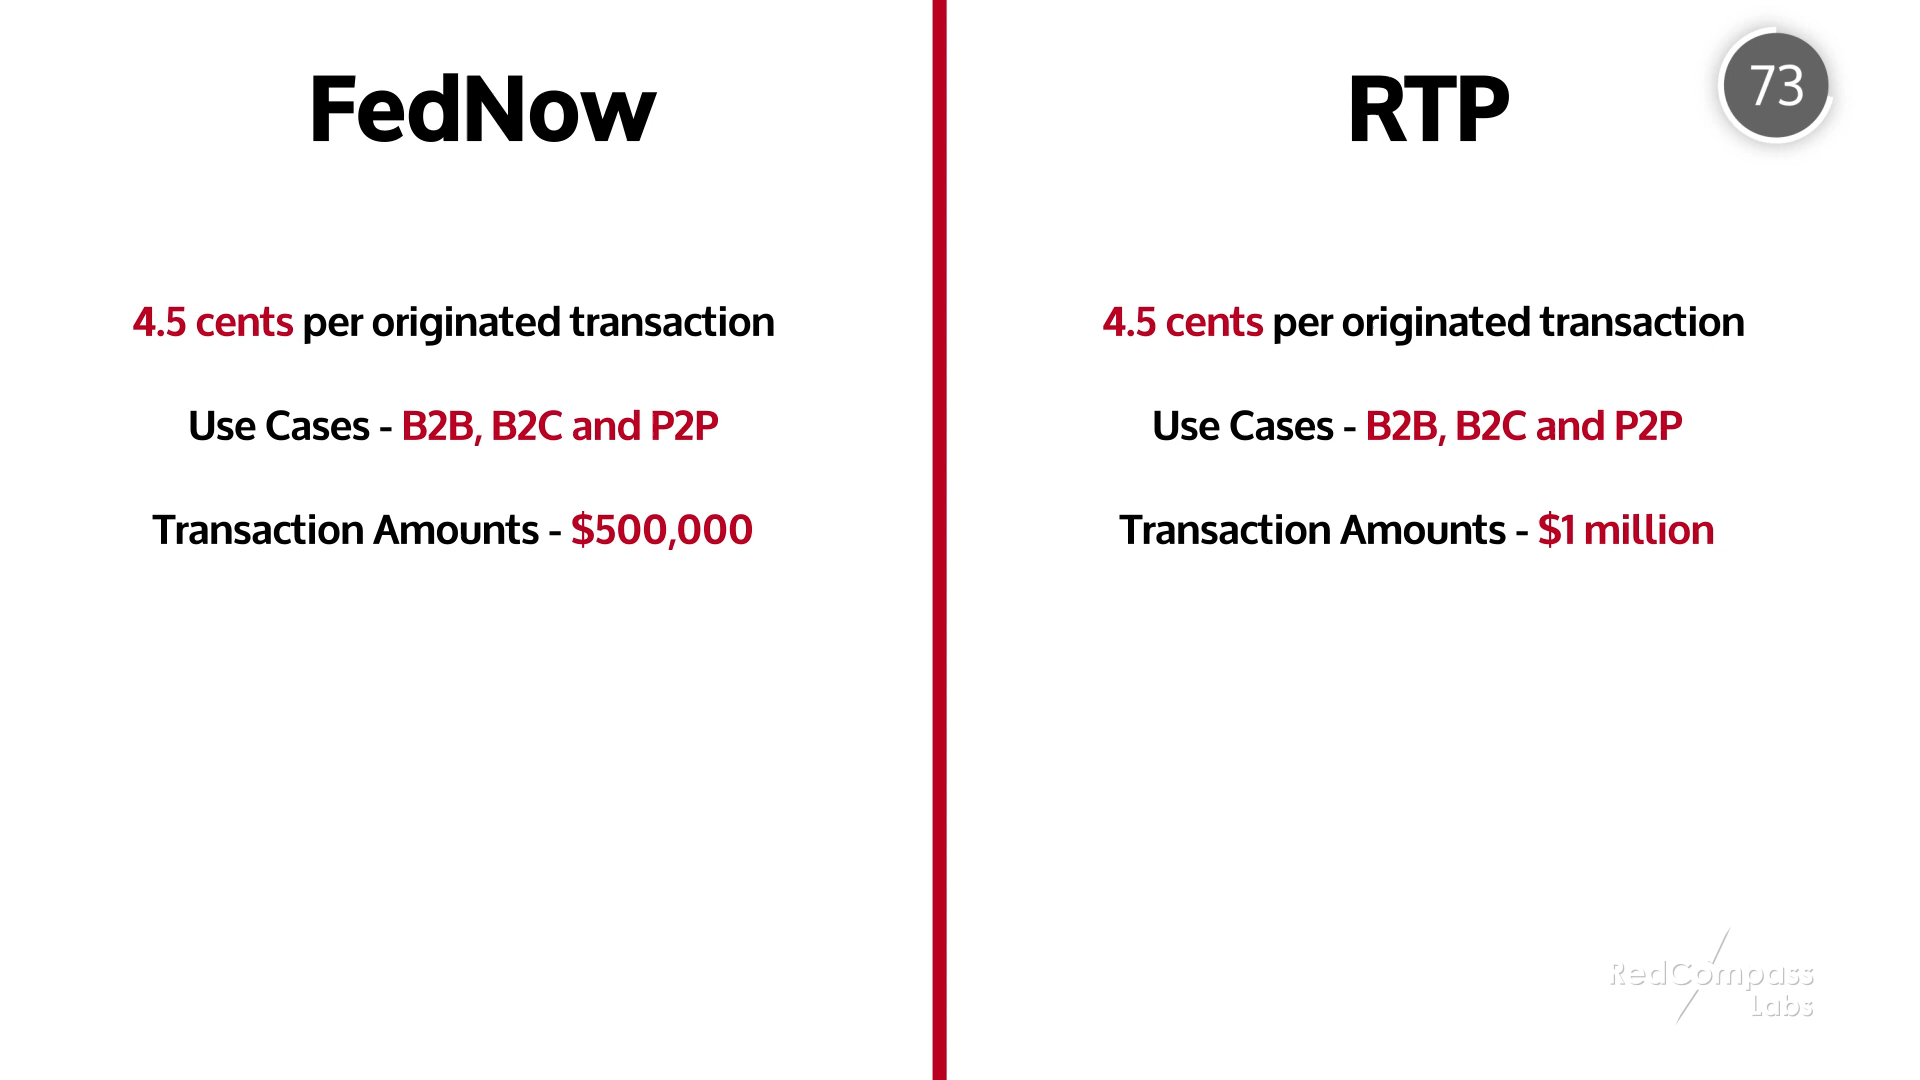 FedNow
4.5 cents per originated transaction
Use Cases - B2B, B2C and P2P
Transaction Amounts - $500,000
RTP
73
4.5 cents per originated transaction
Use Cases - B2B, B2C and P2P
Transaction Amounts - $1 million
RedCompass
Labs